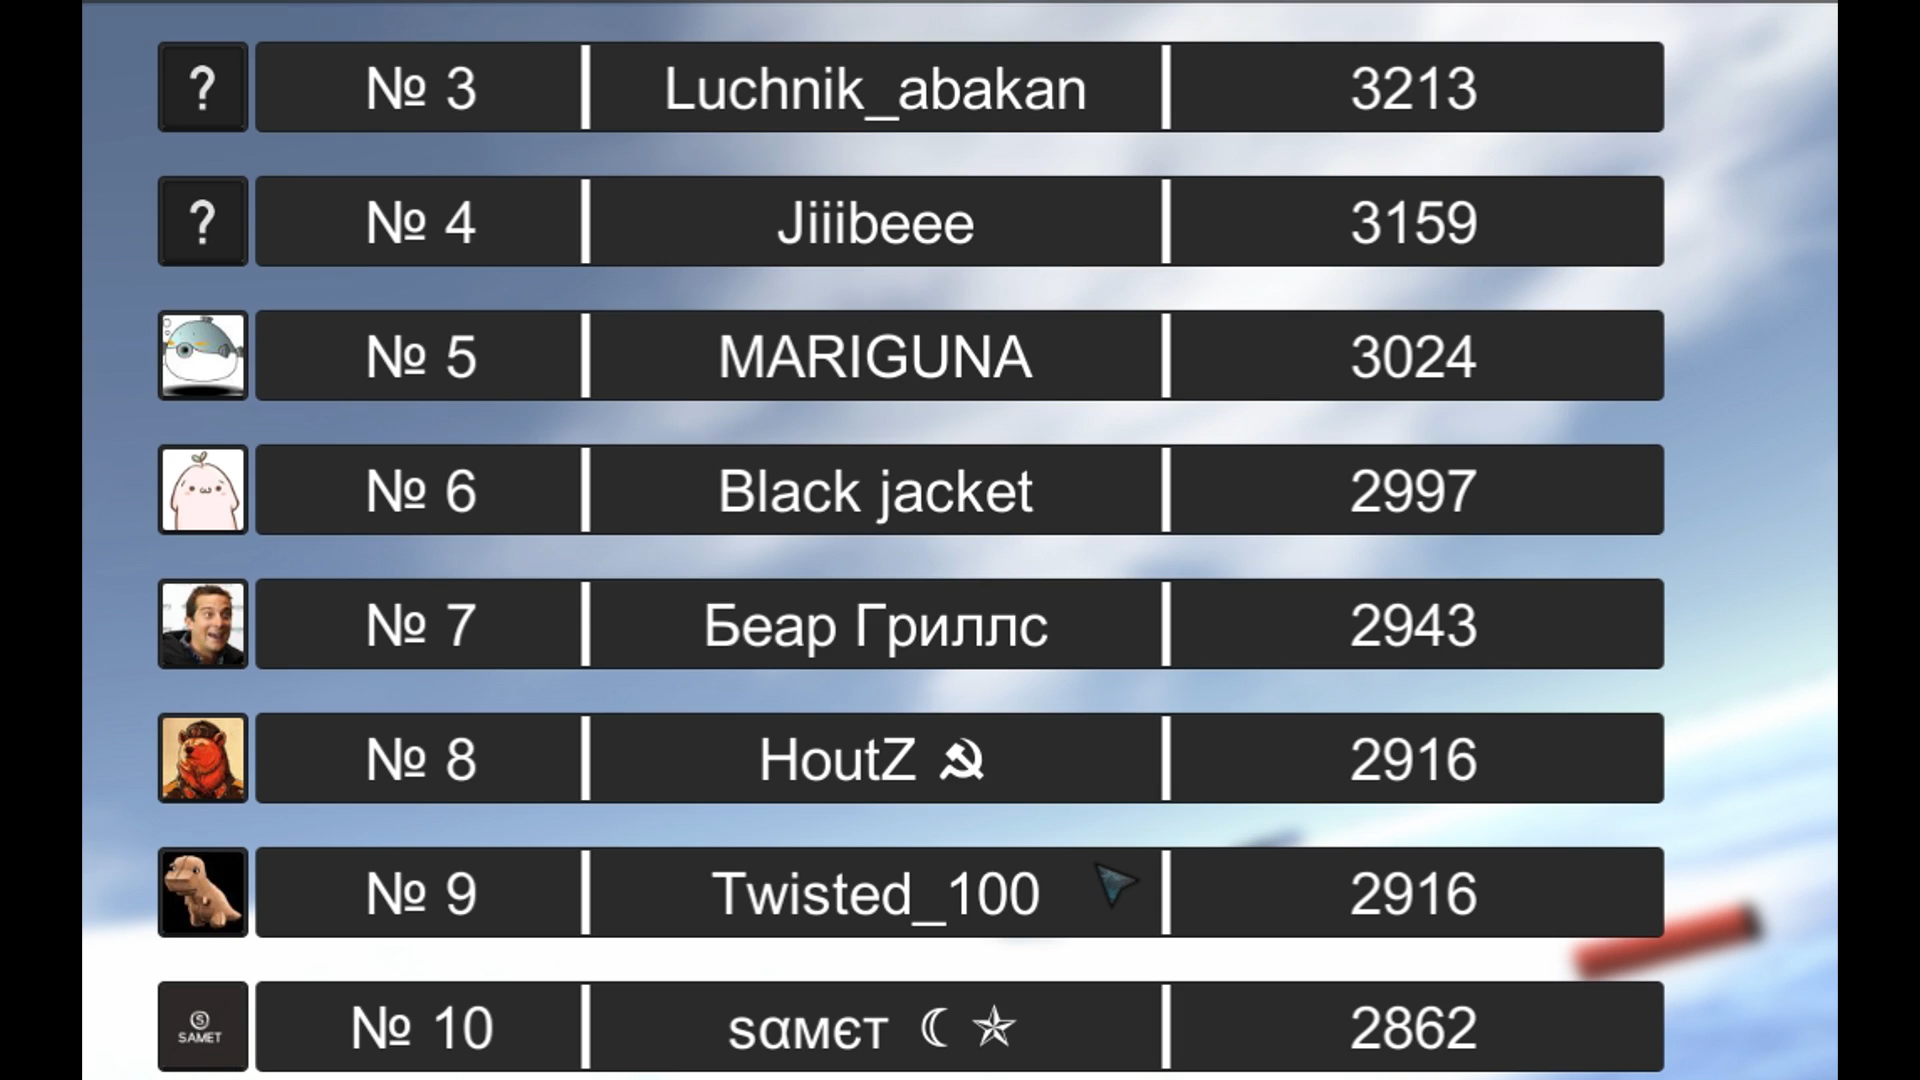 ? № 3 Luchnik_abakan 3213
? № 4 Jiiibeee 3159
№ 5 MARIGUNA 3024
№ 6 Black jacket 2997
№ 7 Беар Гриллс 2943
№ 8 HoutZ ☭ 2916
№ 9 Twisted_100 2916
S SAMET № 10 sαмєт ☾ ✯ 2862